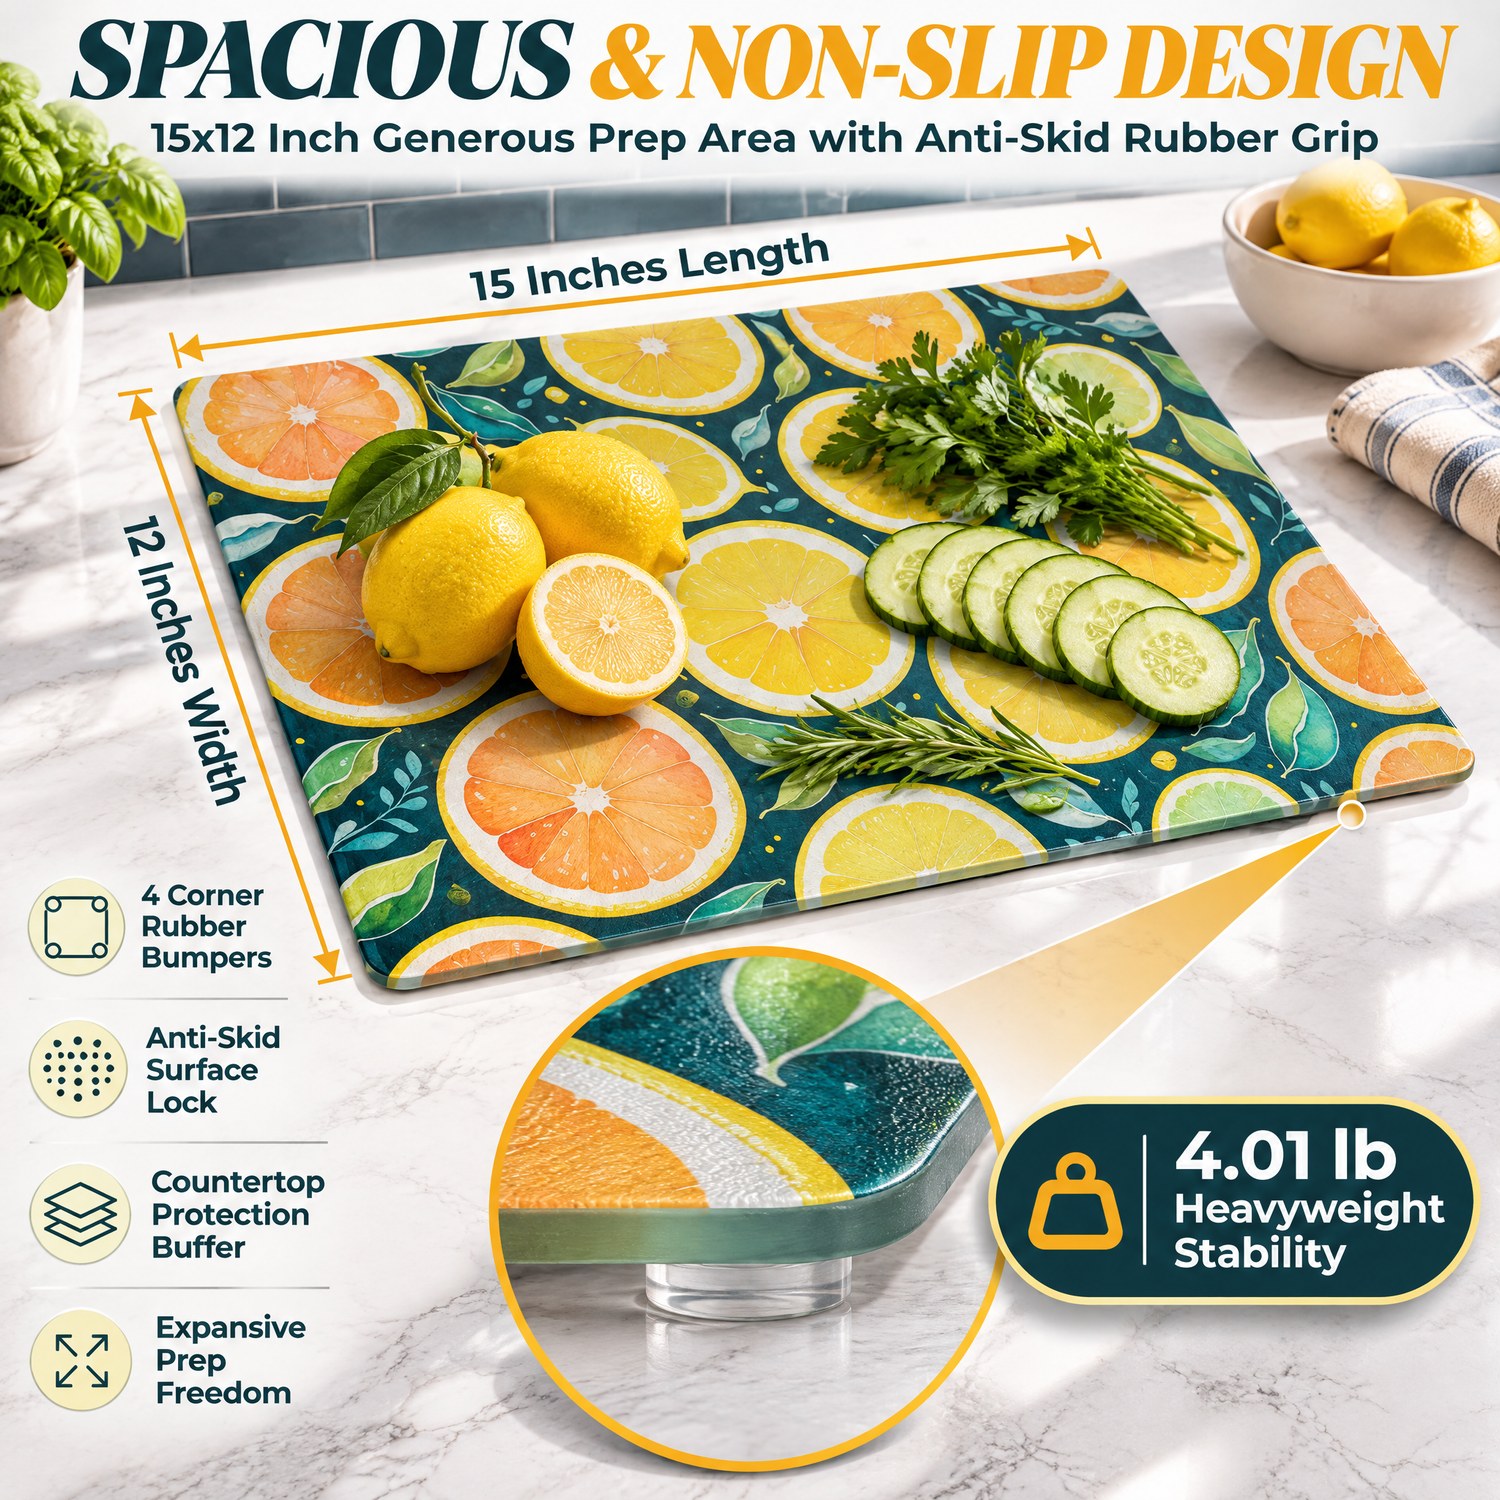 SPACIOUS & NON-SLIP DESIGN
15x12 Inch Generous Prep Area with Anti-Skid Rubber Grip
15 Inches Length
12 Inches Width
4 Corner
Rubber
Bumpers
Anti-Skid
Surface
Lock
Countertop
Protection
Buffer
Expansive
Prep
Freedom
4.01 lb
Heavyweight
Stability